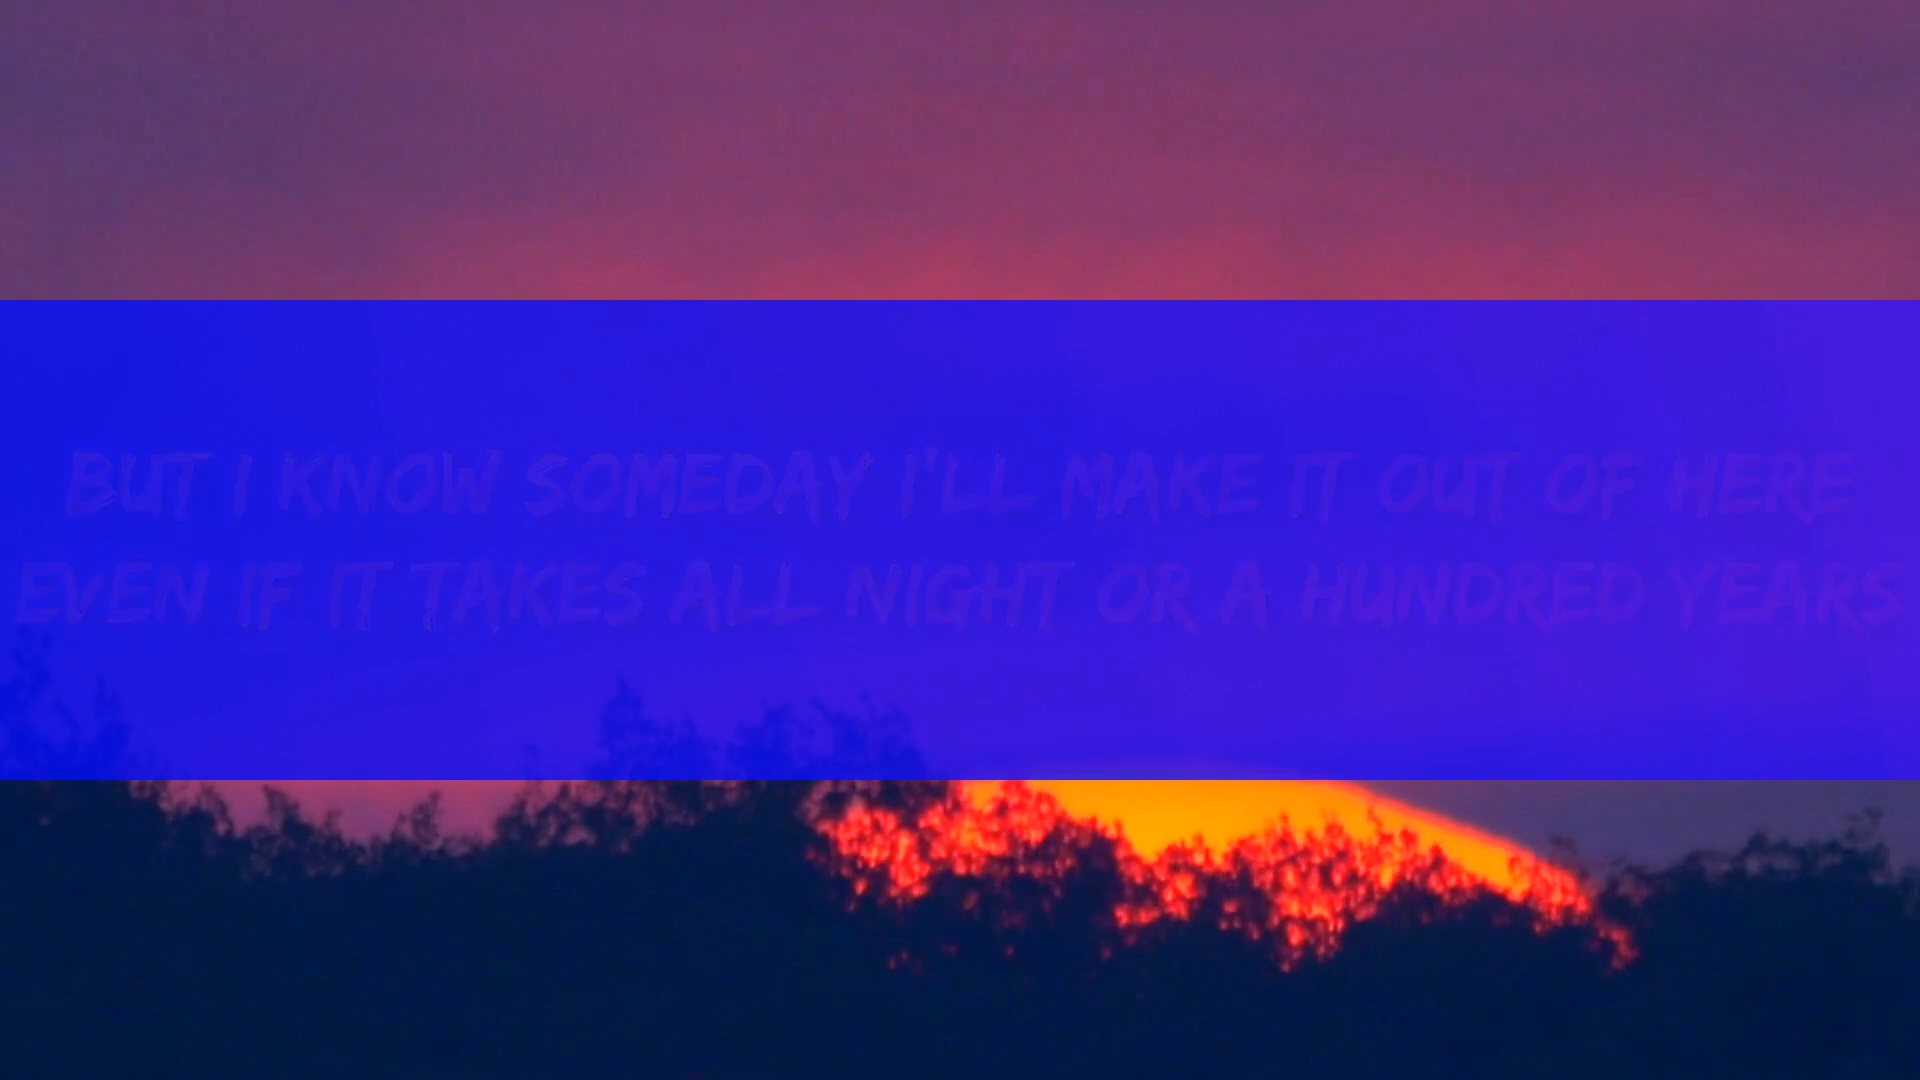 BUT I KNOW SOMEDAY I'LL MAKE IT OUT OF HERE
EVEN IF IT TAKES ALL NIGHT OR A HUNDRED YEARS